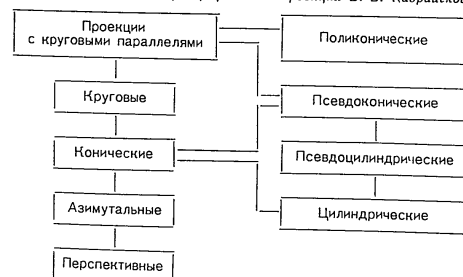 Проекции
с круговыми параллелями
Поликонические
Круговые
Псевдоконические
Конические
Псевдоцилиндрические
Азимутальные
Цилиндрические
Перспективные